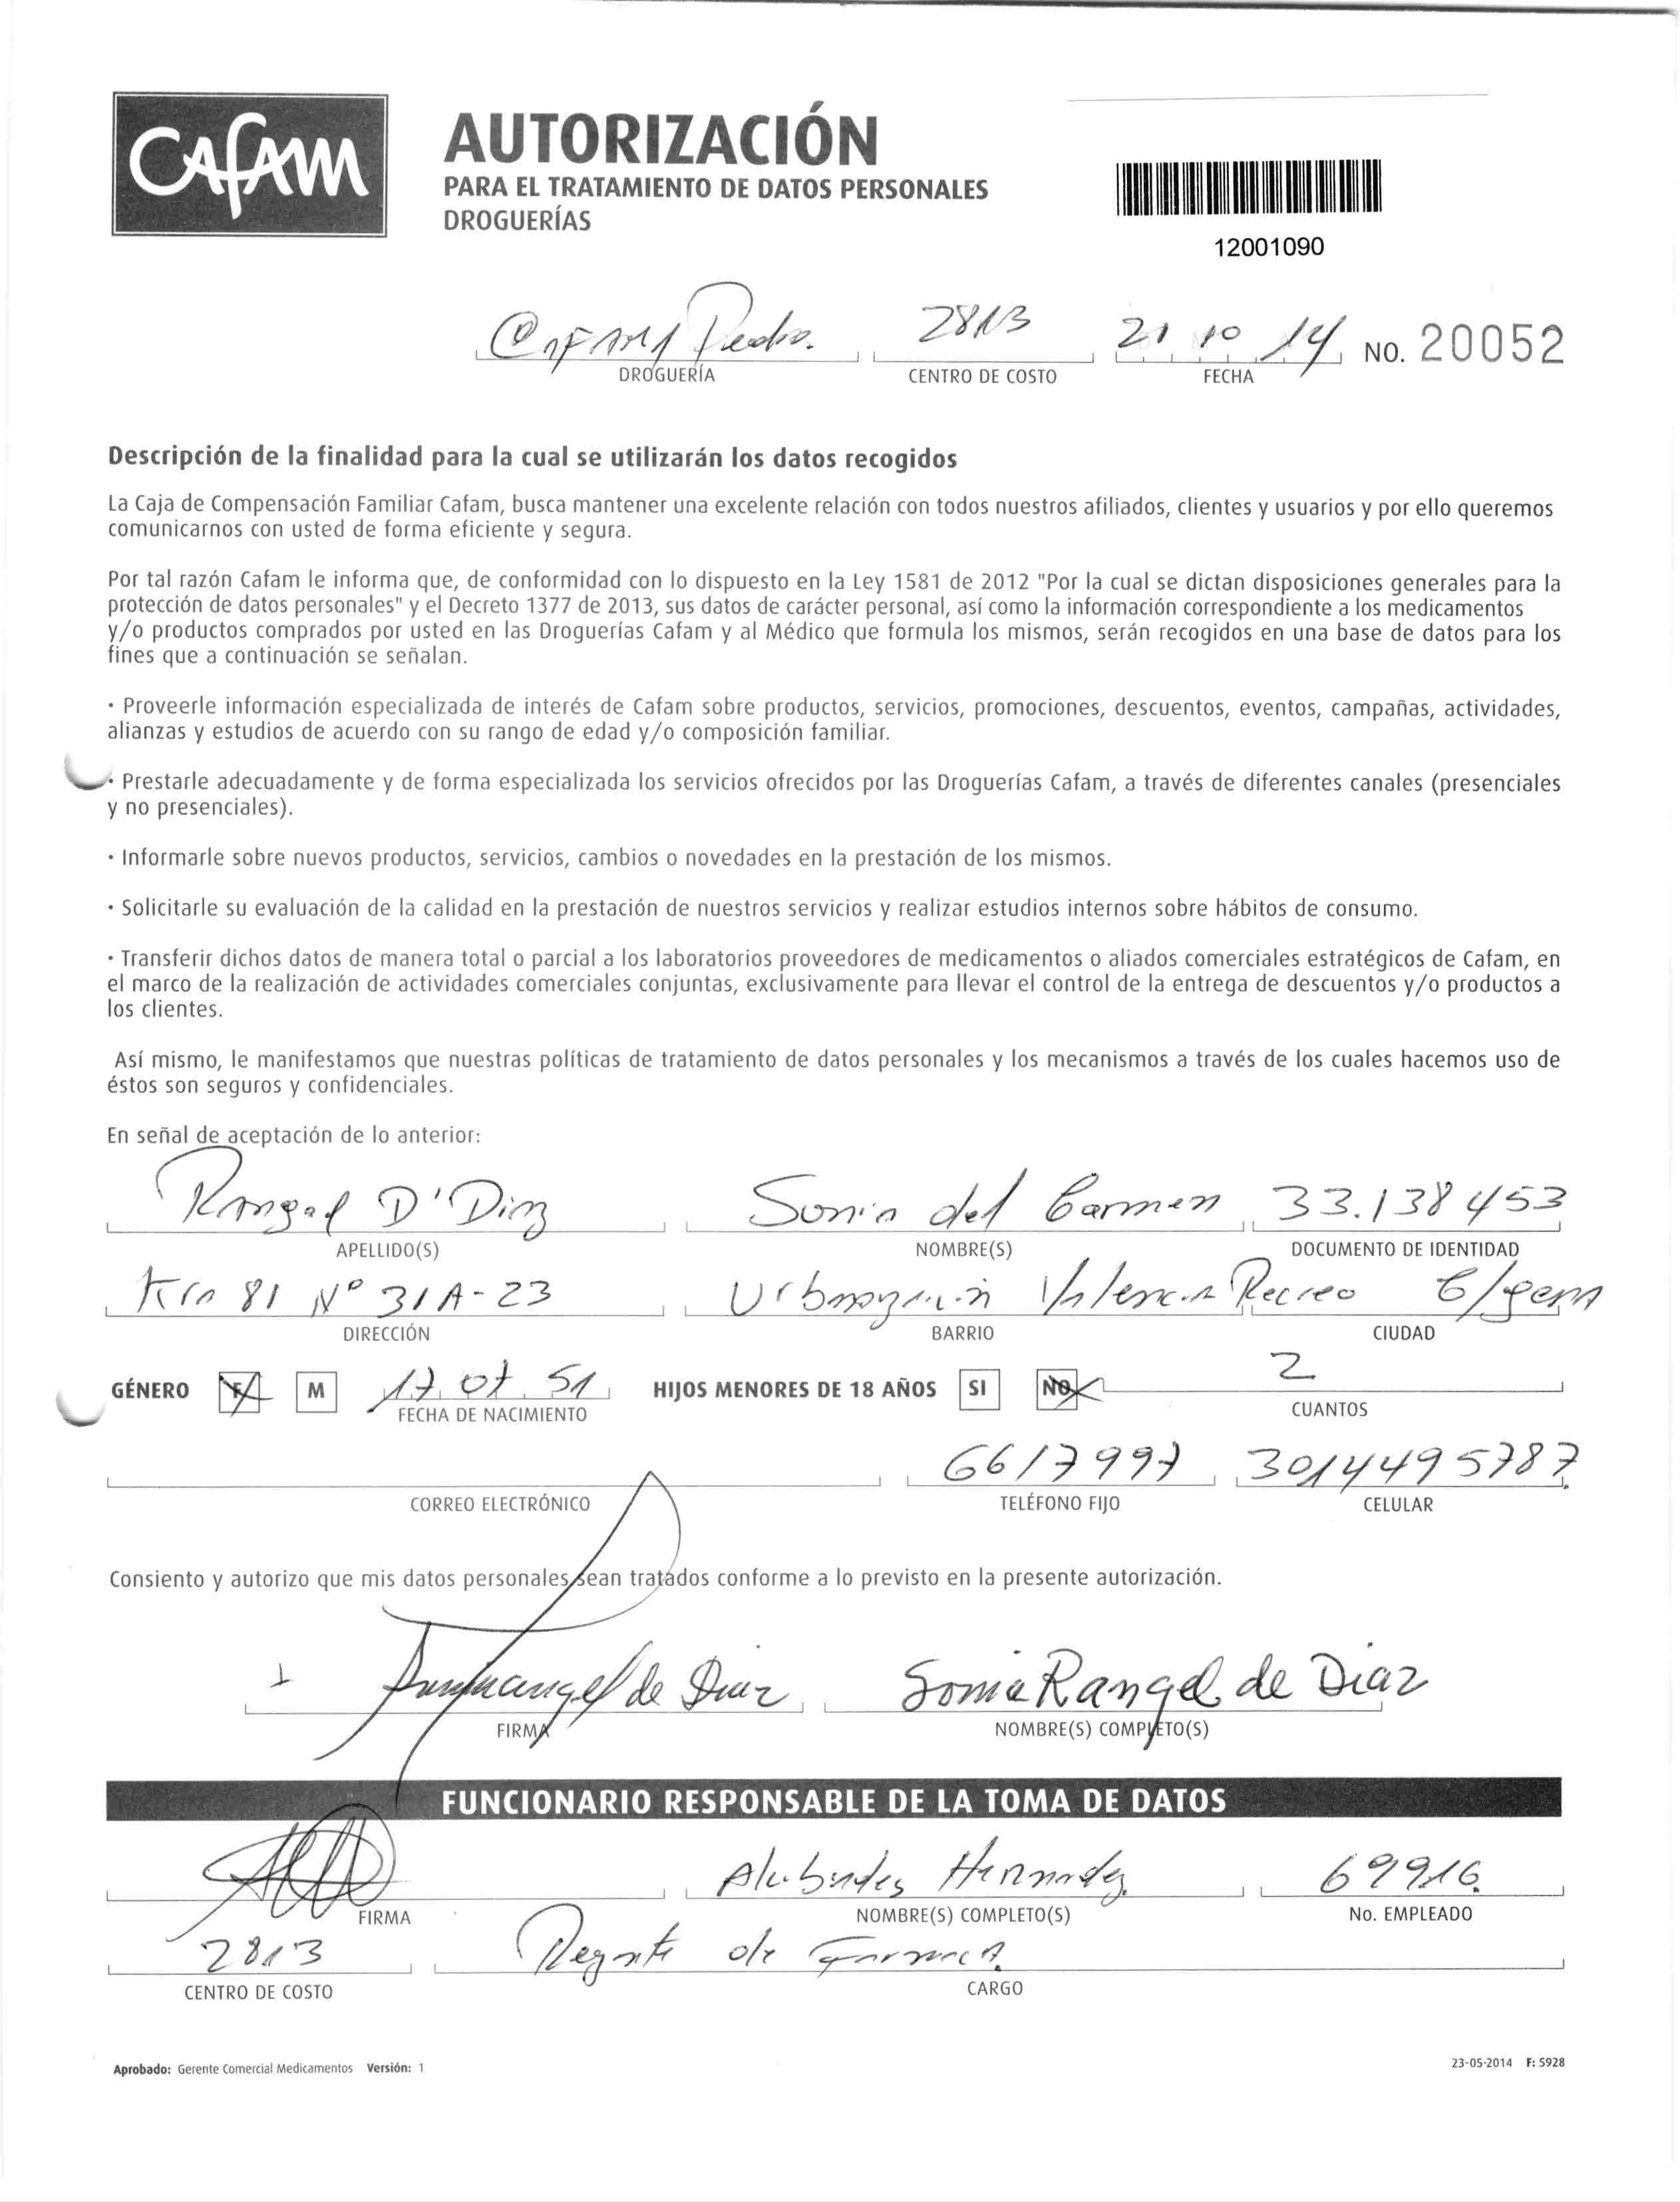 CAFAM
AUTORIZACIÓN
PARA EL TRATAMIENTO DE DATOS PERSONALES
DROGUERÍAS
12001090
Pedro. 2813 21 10 14 NO. 20052
DROGUERÍA CENTRO DE COSTO FECHA
Descripción de la finalidad para la cual se utilizarán los datos recogidos
La Caja de Compensación Familiar Cafam, busca mantener una excelente relación con todos nuestros afiliados, clientes y usuarios y por ello queremos
comunicarnos con usted de forma eficiente y segura.
Por tal razón Cafam le informa que, de conformidad con lo dispuesto en la Ley 1581 de 2012 "Por la cual se dictan disposiciones generales para la
protección de datos personales" y el Decreto 1377 de 2013, sus datos de carácter personal, así como la información correspondiente a los medicamentos
y/o productos comprados por usted en las Droguerías Cafam y al Médico que formula los mismos, serán recogidos en una base de datos para los
fines que a continuación se señalan.
· Proveerle información especializada de interés de Cafam sobre productos, servicios, promociones, descuentos, eventos, campañas, actividades,
alianzas y estudios de acuerdo con su rango de edad y/o composición familiar.
· Prestarle adecuadamente y de forma especializada los servicios ofrecidos por las Droguerías Cafam, a través de diferentes canales (presenciales
y no presenciales).
· Informarle sobre nuevos productos, servicios, cambios o novedades en la prestación de los mismos.
· Solicitarle su evaluación de la calidad en la prestación de nuestros servicios y realizar estudios internos sobre hábitos de consumo.
· Transferir dichos datos de manera total o parcial a los laboratorios proveedores de medicamentos o aliados comerciales estratégicos de Cafam, en
el marco de la realización de actividades comerciales conjuntas, exclusivamente para llevar el control de la entrega de descuentos y/o productos a
los clientes.
Así mismo, le manifestamos que nuestras políticas de tratamiento de datos personales y los mecanismos a través de los cuales hacemos uso de
éstos son seguros y confidenciales.
En señal de aceptación de lo anterior:
Rangel D'Diaz Sonia del Carmen 33.138453
APELLIDO(S) NOMBRE(S) DOCUMENTO DE IDENTIDAD
Kra 81 N° 31A-23 Urbanización Valencia Recreo C/gena
DIRECCIÓN BARRIO CIUDAD
GÉNERO F M 17 07 51 HIJOS MENORES DE 18 AÑOS SI NO 2
FECHA DE NACIMIENTO CUANTOS
6617997 3014495787
CORREO ELECTRÓNICO TELÉFONO FIJO CELULAR
Consiento y autorizo que mis datos personales sean tratados conforme a lo previsto en la presente autorización.
de Diaz Sonia Rangel de Diaz
FIRMA NOMBRE(S) COMPLETO(S)
FUNCIONARIO RESPONSABLE DE LA TOMA DE DATOS
69916
FIRMA NOMBRE(S) COMPLETO(S) No. EMPLEADO
2813 Regente de Farmacia
CENTRO DE COSTO CARGO
Aprobado: Gerente Comercial Medicamentos Versión: 1 23-05-2014 F: 5928